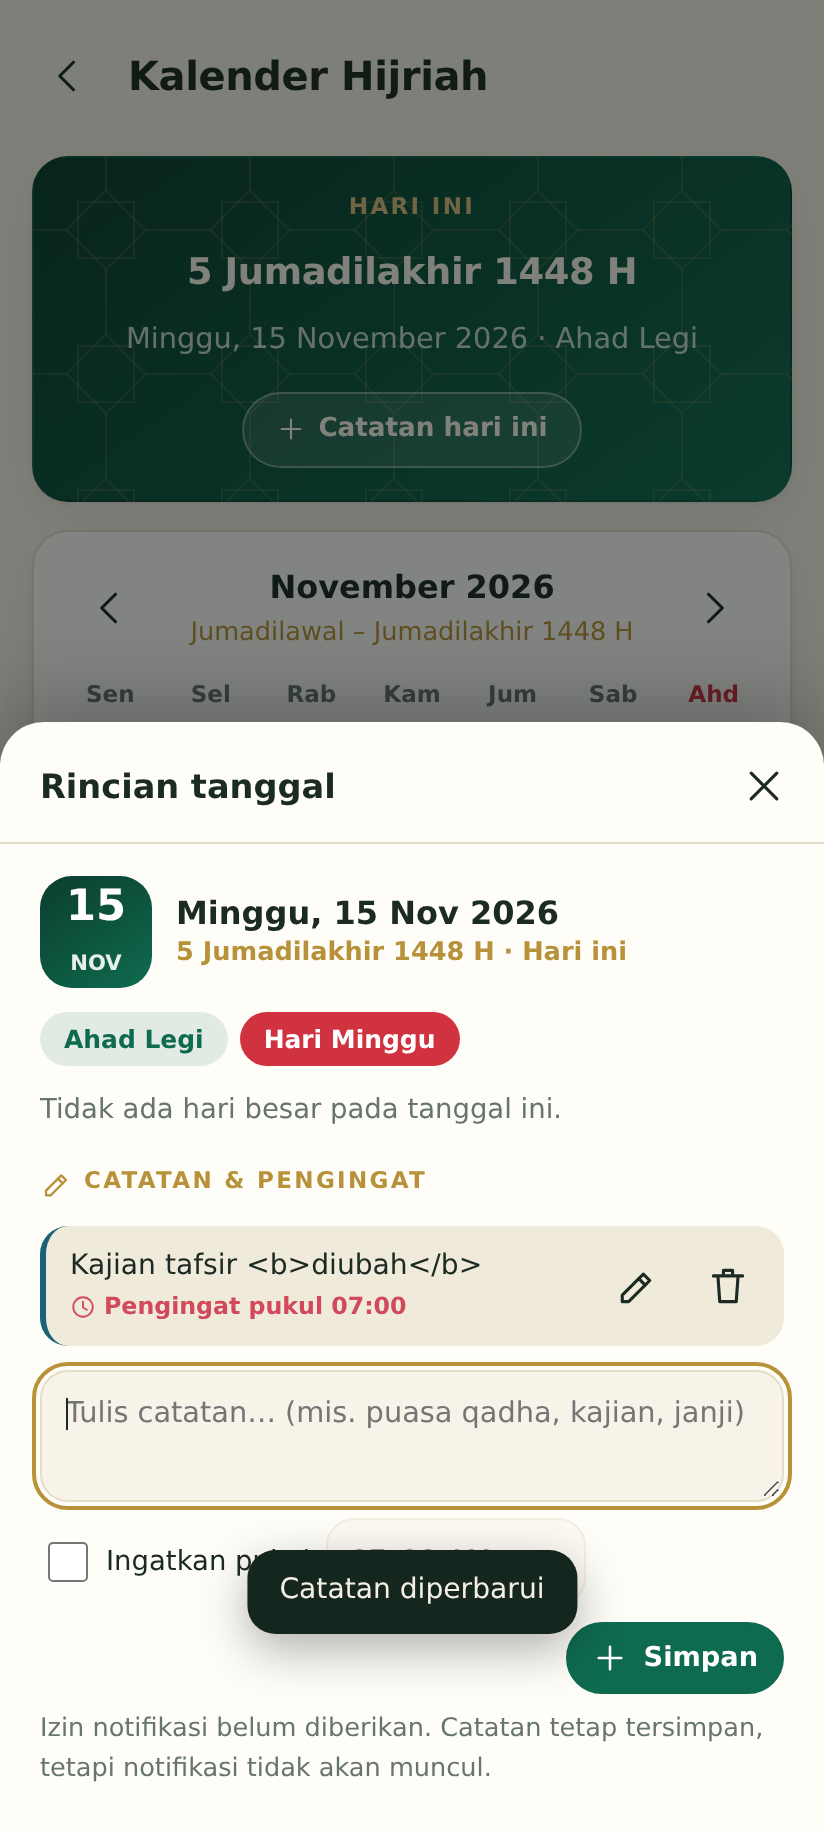 Kalender Hijriah
HARI INI
5 Jumadilakhir 1448 H
Minggu, 15 November 2026 · Ahad Legi
+ Catatan hari ini
November 2026
Jumadilawal – Jumadilakhir 1448 H
Sen Sel Rab Kam Jum Sab Ahd
Rincian tanggal
15
NOV
Minggu, 15 Nov 2026
5 Jumadilakhir 1448 H · Hari ini
Ahad Legi Hari Minggu
Tidak ada hari besar pada tanggal ini.
CATATAN & PENGINGAT
Kajian tafsir <b>diubah</b>
Pengingat pukul 07:00
Tulis catatan... (mis. puasa qadha, kajian, janji)
Ingatkan
Catatan diperbarui
+ Simpan
Izin notifikasi belum diberikan. Catatan tetap tersimpan,
tetapi notifikasi tidak akan muncul.